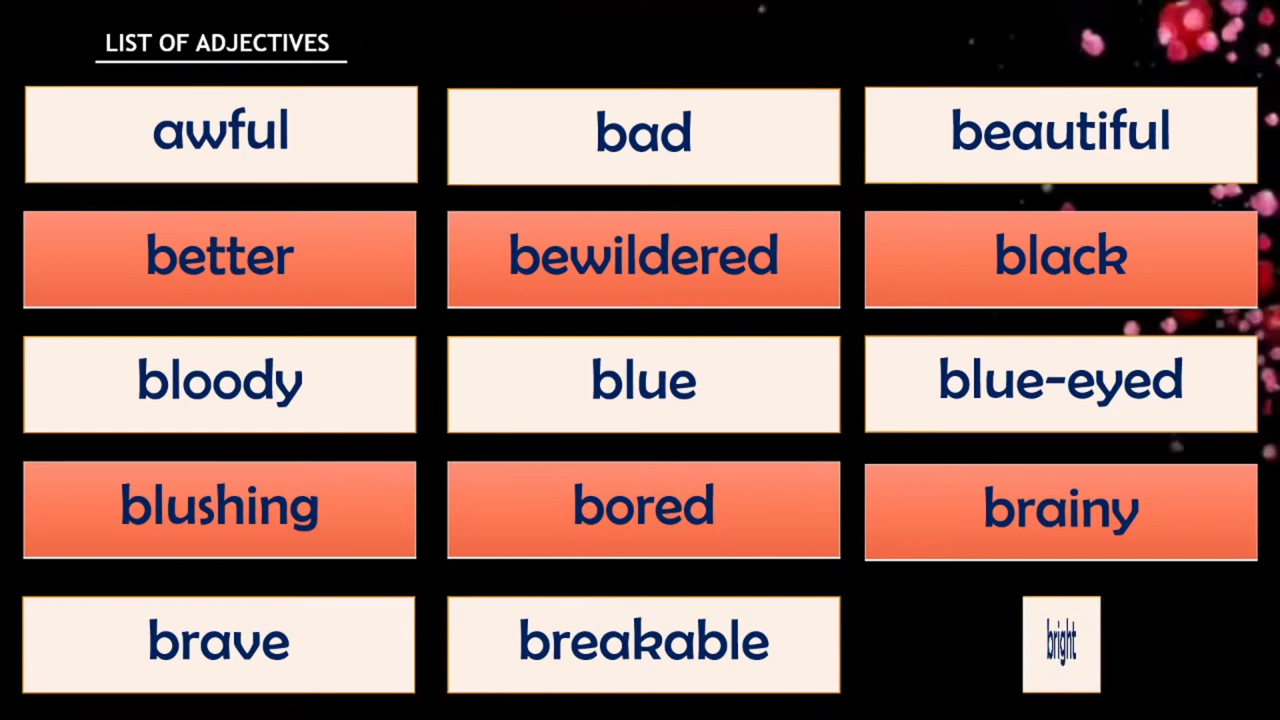 LIST OF ADJECTIVES
awful bad beautiful
better bewildered black
bloody blue blue-eyed
blushing bored brainy
brave breakable bright